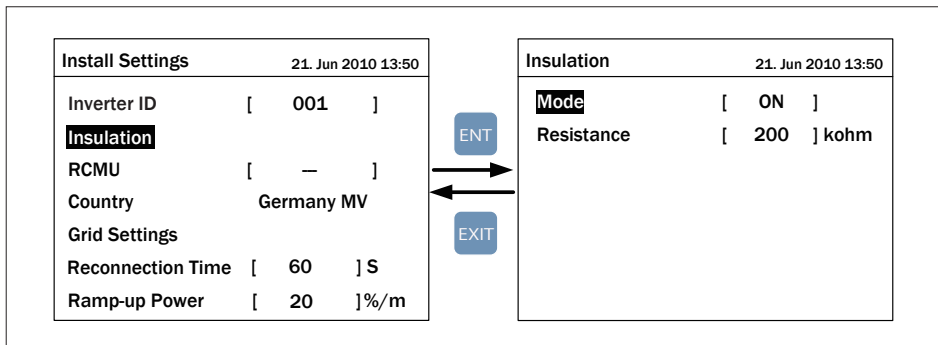 Install Settings 21. Jun 2010 13:50
Inverter ID [ 001 ]
Insulation
RCMU [ — ]
Country Germany MV
Grid Settings
Reconnection Time [ 60 ] S
Ramp-up Power [ 20 ]%/m
ENT
EXIT
Insulation 21. Jun 2010 13:50
Mode [ ON ]
Resistance [ 200 ] kohm